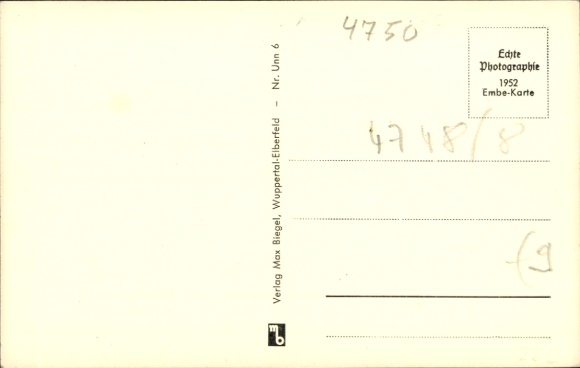 4750
Echte
Photographie
1952
Embe-Karte
4748/8
Verlag Max Biegel, Wuppertal-Elberfeld – Nr. Unn 6
mb